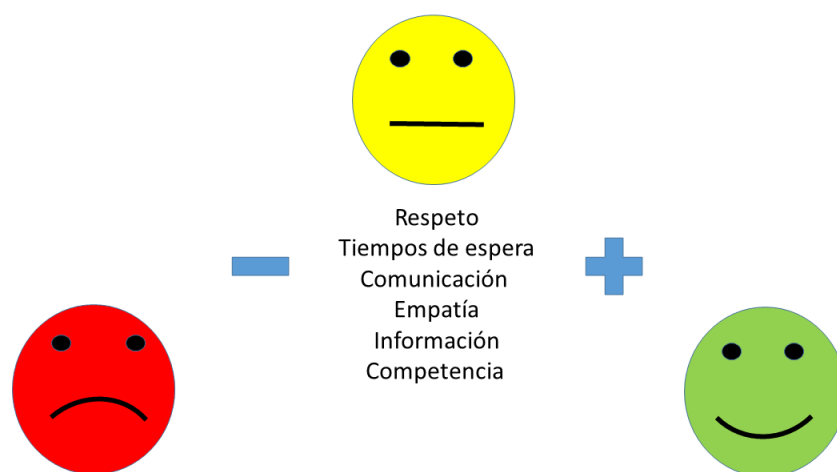 Respeto
Tiempos de espera
Comunicación
Empatía
Información
Competencia